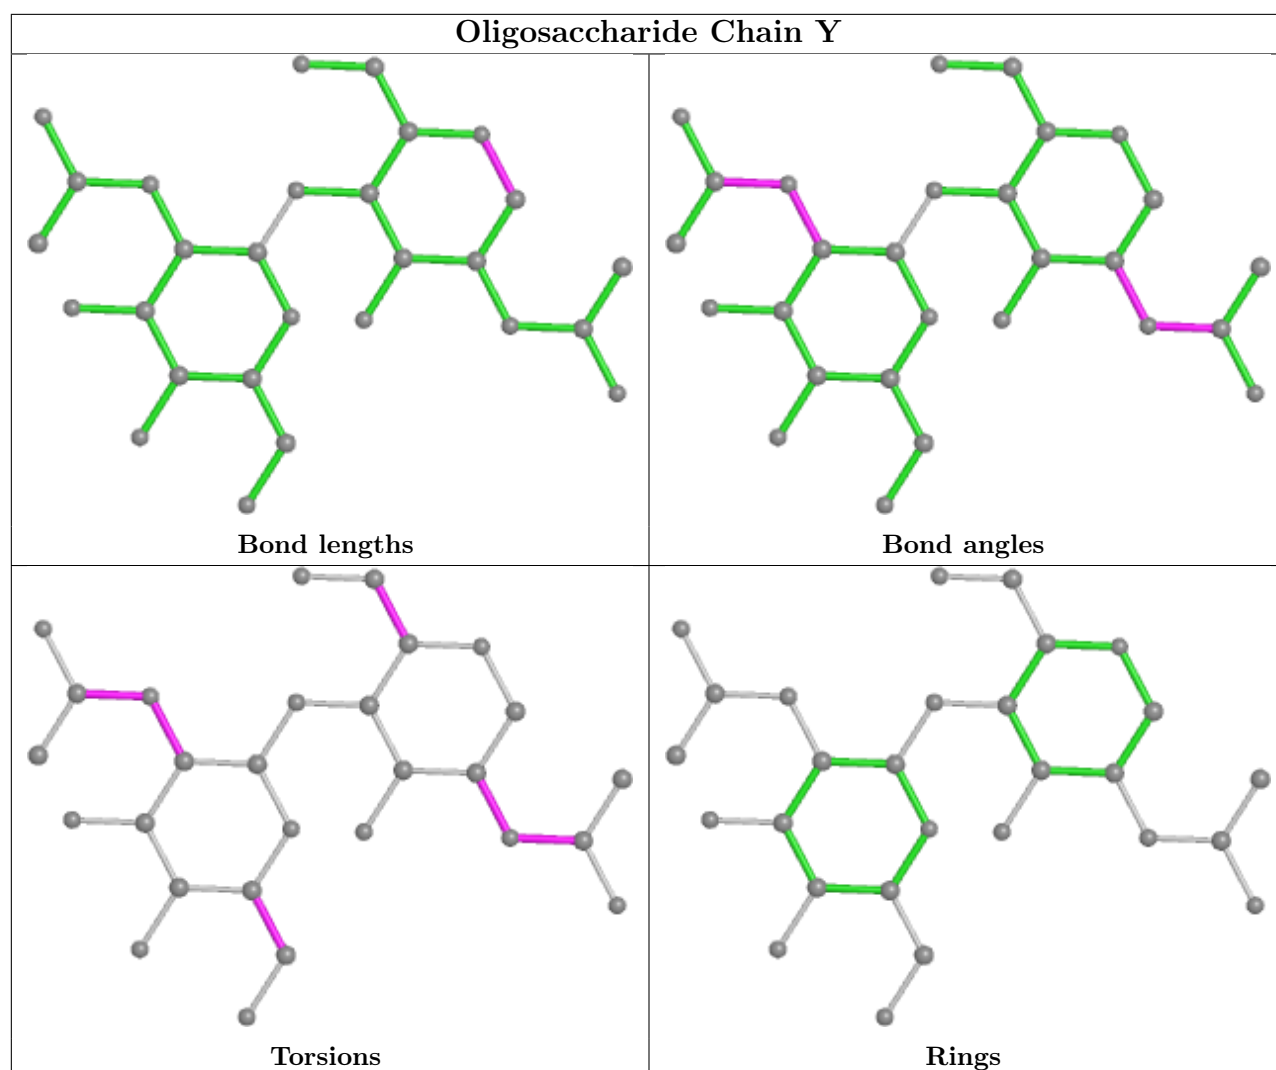 Oligosaccharide Chain Y
Bond lengths
Bond angles
Torsions
Rings